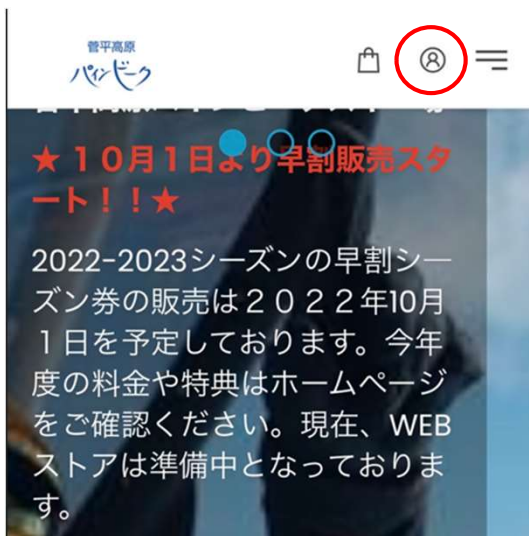 菅平高原
パインビーク
★１０月１日より早割販売スタ
ート！！★
2022-2023シーズンの早割シー
ズン券の販売は２０２２年10月
１日を予定しております。今年
度の料金や特典はホームページ
をご確認ください。現在、WEB
ストアは準備中となっておりま
す。